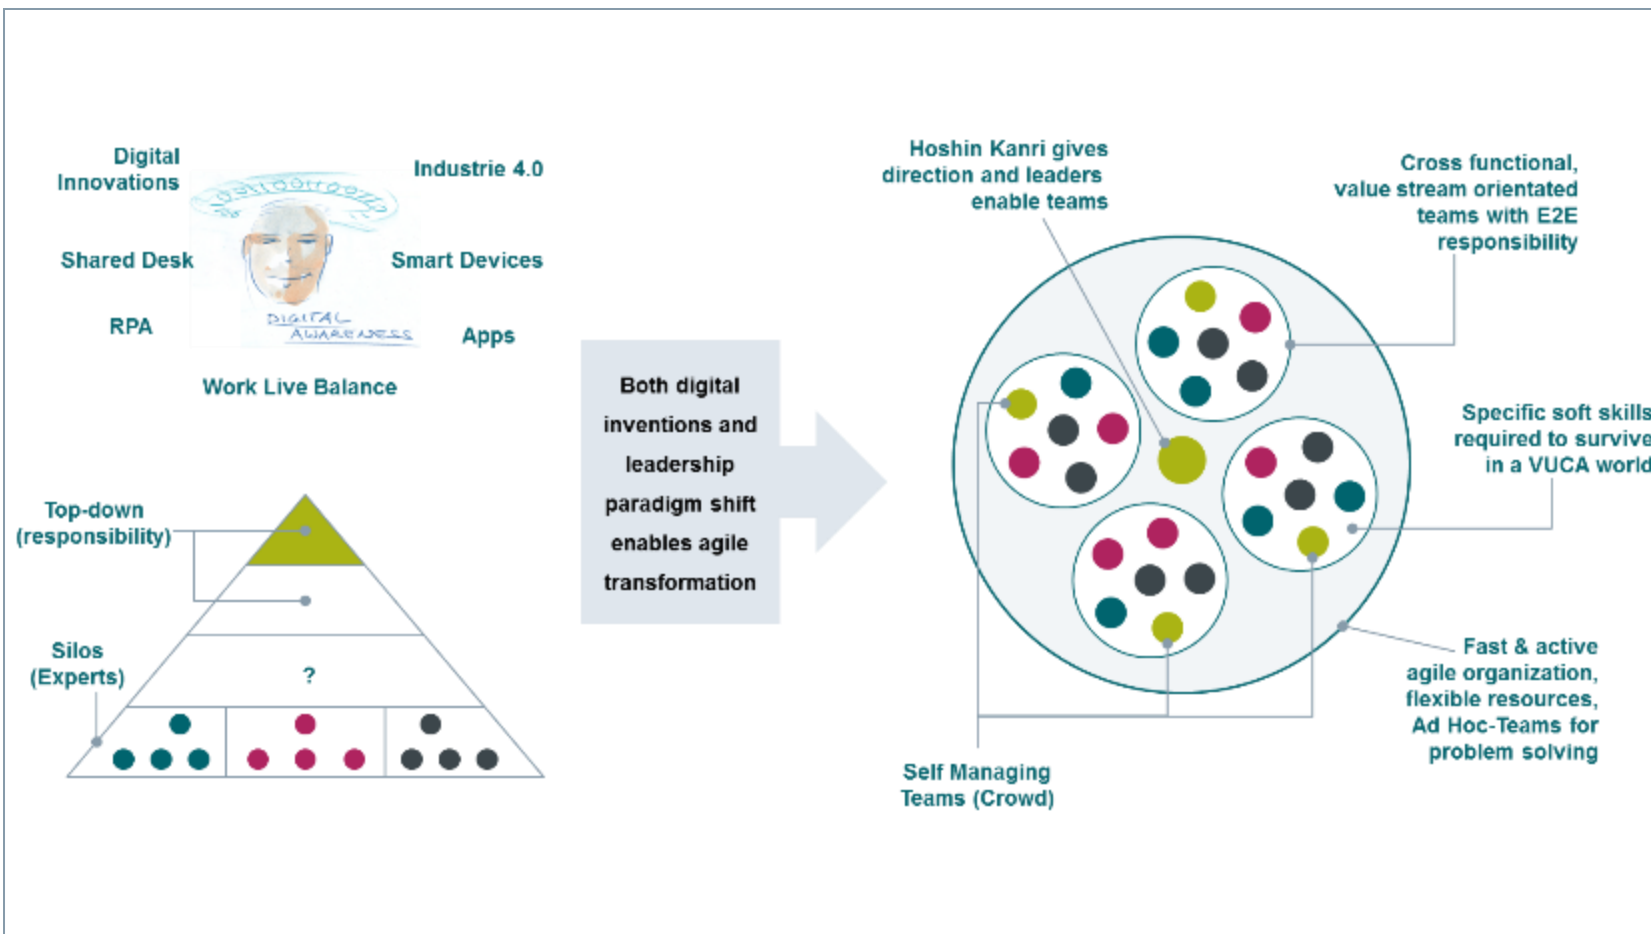 Digital
Innovations
Industrie 4.0
Shared Desk
Smart Devices
RPA
Apps
DIGITAL
AWARENESS
Work Live Balance
Top-down
(responsibility)
Silos
(Experts)
?
Both digital
inventions and
leadership
paradigm shift
enables agile
transformation
Hoshin Kanri gives
direction and leaders
enable teams
Cross functional,
value stream orientated
teams with E2E
responsibility
Specific soft skills
required to survive
in a VUCA world
Fast & active
agile organization,
flexible resources,
Ad Hoc-Teams for
problem solving
Self Managing
Teams (Crowd)